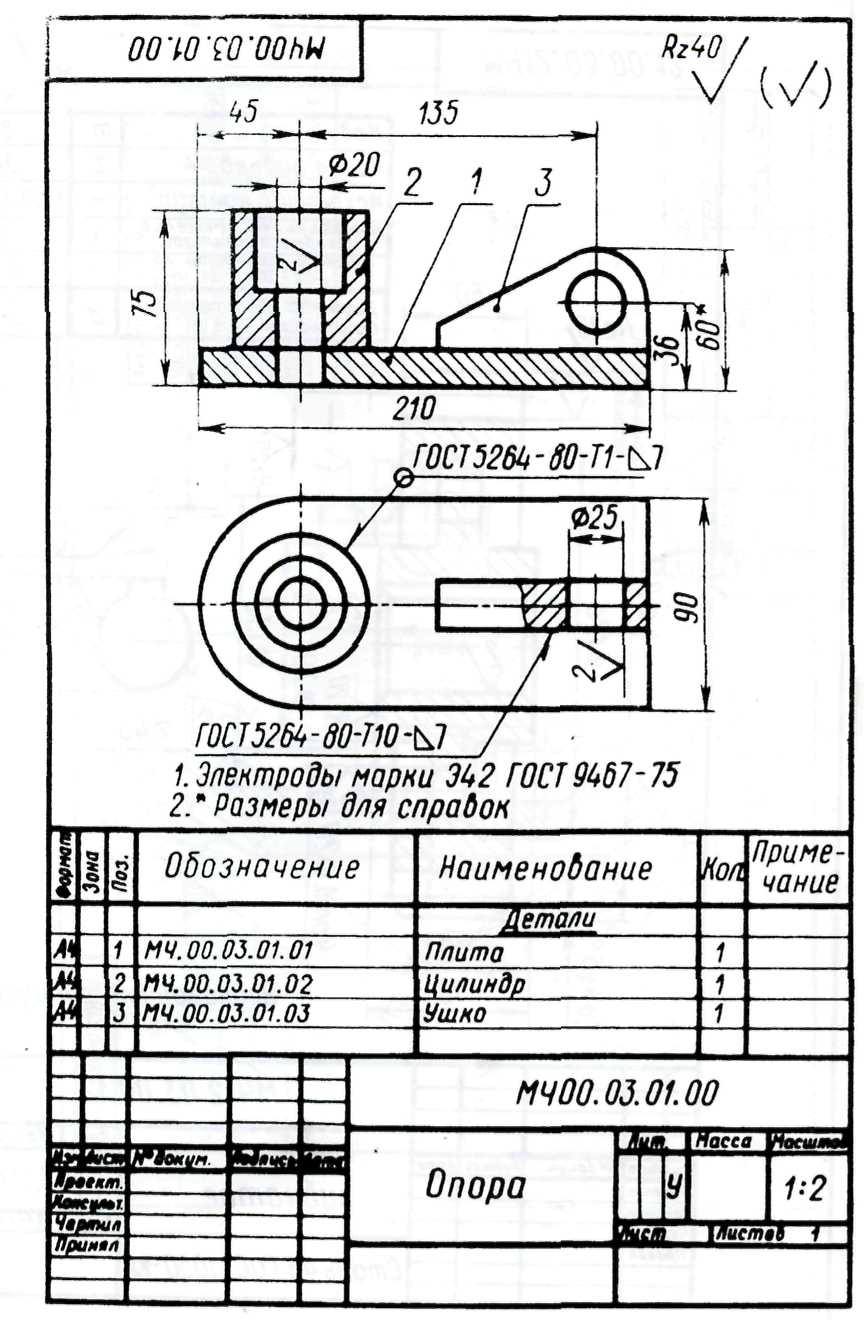 МЧ00.03.01.00
Rz40
(√)
45
135
⌀20
2
1
3
2
75
36
60*
210
ГОСТ 5264-80-Т1-⊿7
⌀25
90
2
ГОСТ 5264-80-Т10-⊿7
1. Электроды марки Э42 ГОСТ 9467-75
2.* Размеры для справок
Формат Зона Поз. Обозначение Наименование Кол. Приме-
чание
Детали
А4 1 МЧ.00.03.01.01 Плита 1
А4 2 МЧ.00.03.01.02 Цилиндр 1
А4 3 МЧ.00.03.01.03 Ушко 1
МЧ00.03.01.00
Лит. Масса Масштаб
Изм. Лист № докум. Подпись Дата
Проект.
Консульт.
Чертил
Принял
Опора
У
1:2
Лист
Листов 1